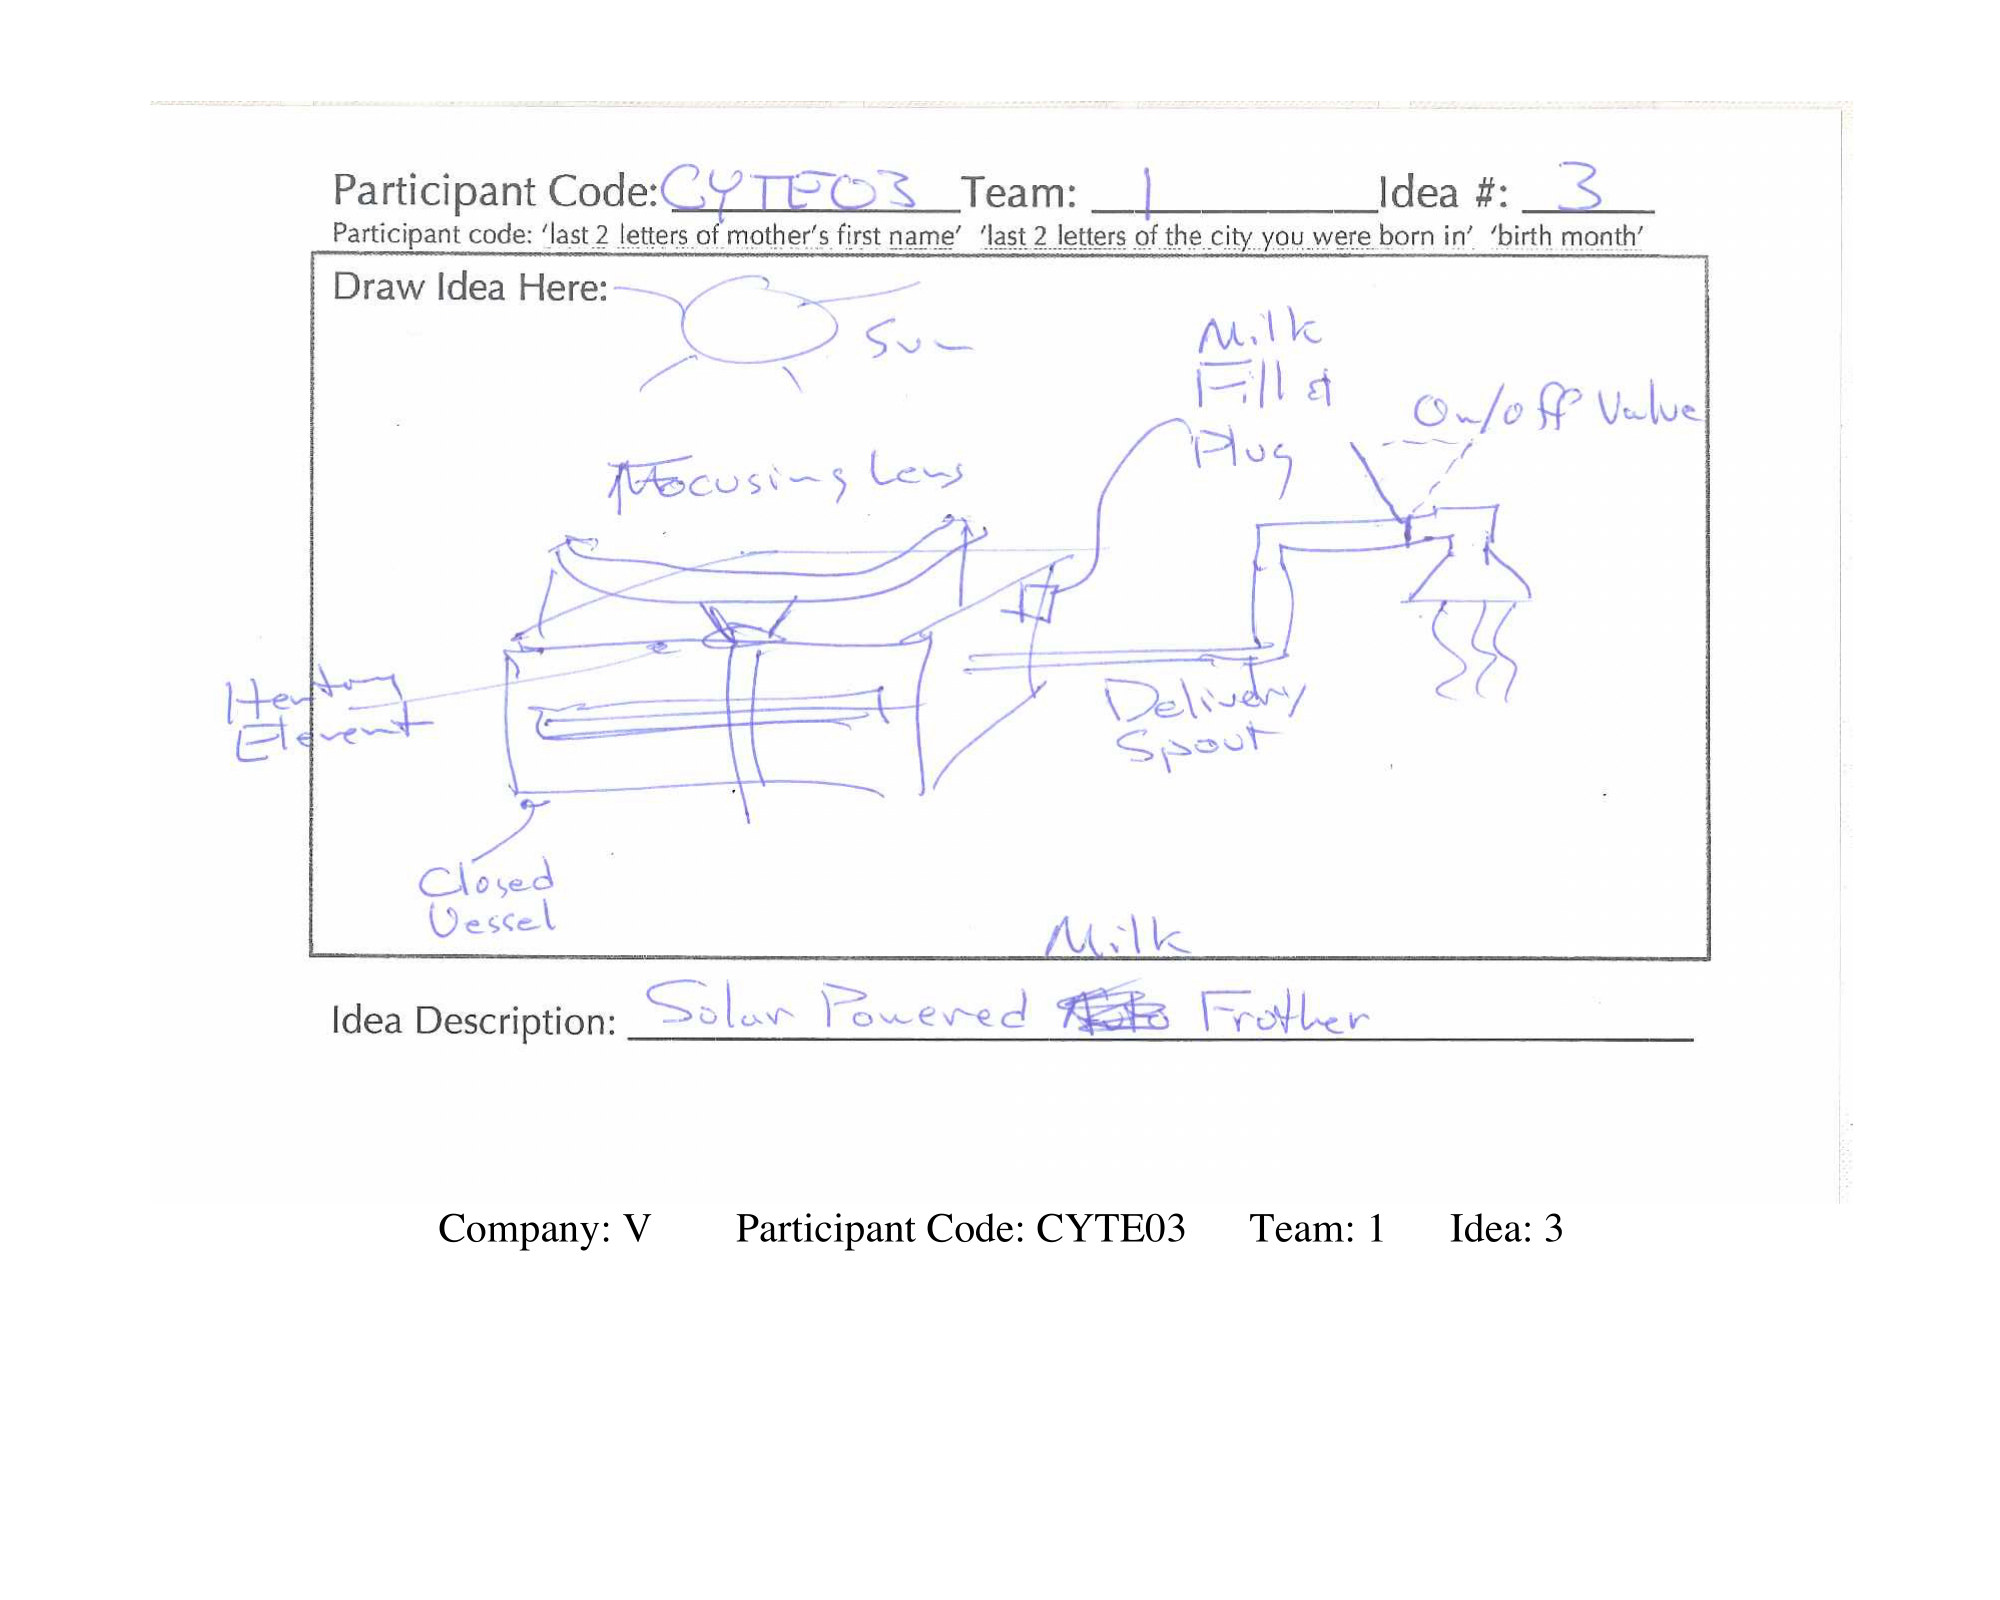 Participant Code: CYTE03 Team: 1 Idea #: 3
Participant code: 'last 2 letters of mother's first name' 'last 2 letters of the city you were born in' 'birth month'
Draw Idea Here:
Sun
Milk
Fill &
Plug
On/off Valve
Focusing Lens
Heating
Element
Delivery
Spout
Closed
Vessel
Milk
Idea Description: Solar Powered Frother
Company: V Participant Code: CYTE03 Team: 1 Idea: 3